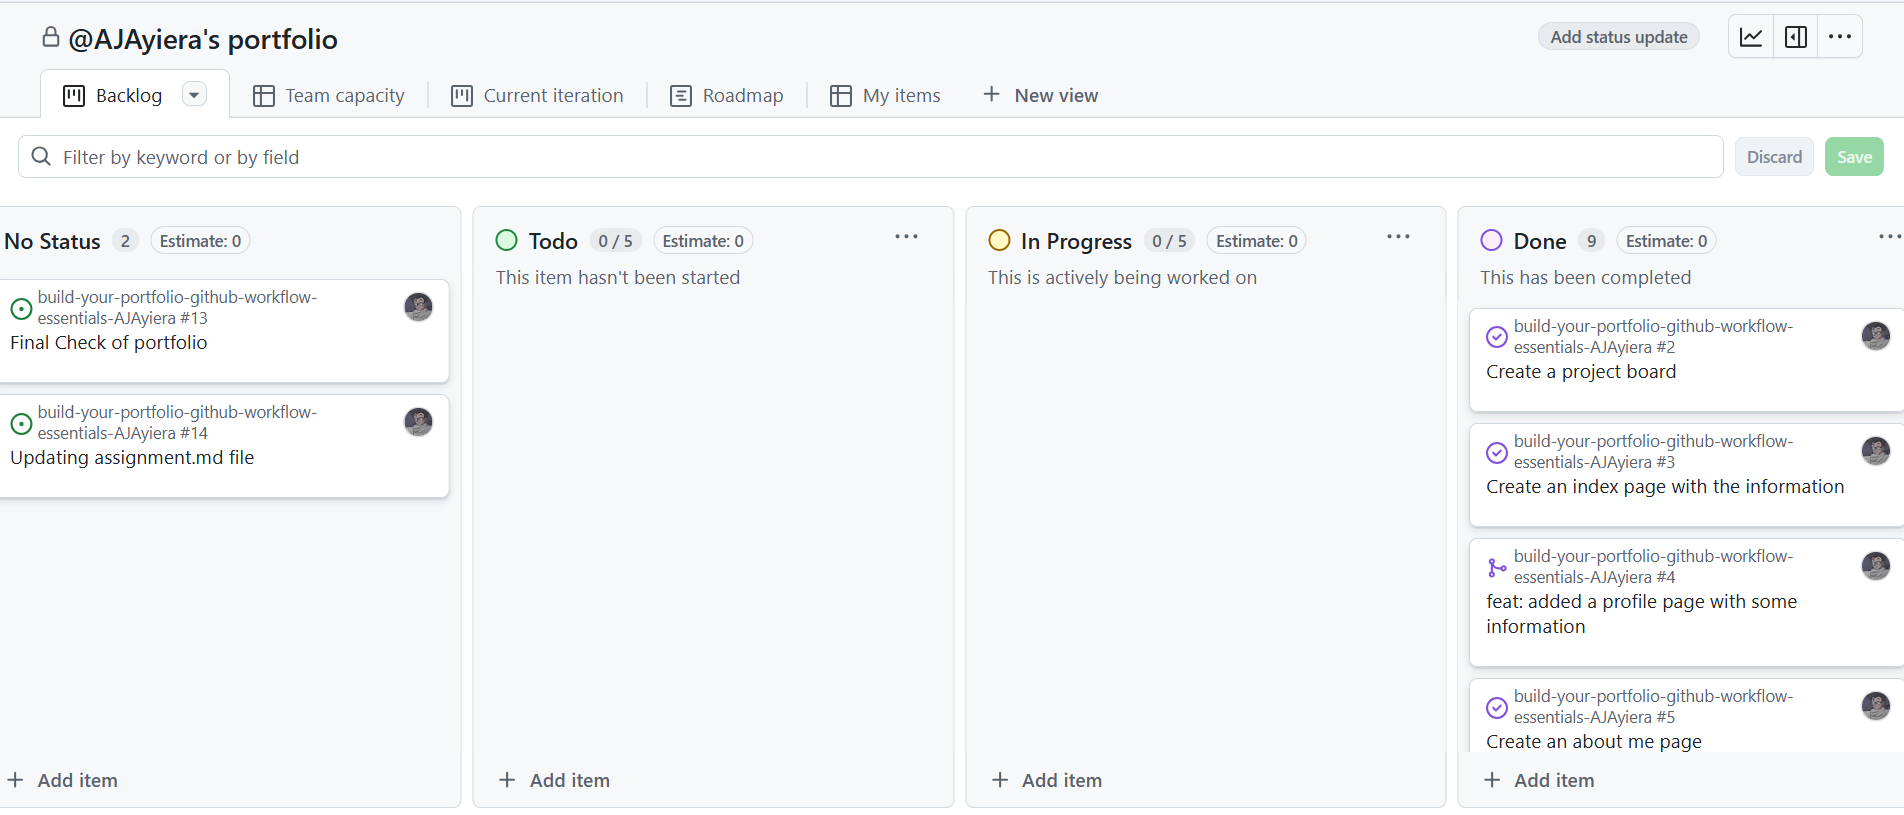 @AJAyiera's portfolio
Add status update
Backlog
Team capacity
Current iteration
Roadmap
My items
New view
Filter by keyword or by field
Discard
Save
No Status 2 Estimate: 0
build-your-portfolio-github-workflow-
essentials-AJAyiera #13
Final Check of portfolio
build-your-portfolio-github-workflow-
essentials-AJAyiera #14
Updating assignment.md file
Add item
Todo 0 / 5 Estimate: 0
This item hasn't been started
Add item
In Progress 0 / 5 Estimate: 0
This is actively being worked on
Add item
Done 9 Estimate: 0
This has been completed
build-your-portfolio-github-workflow-
essentials-AJAyiera #2
Create a project board
build-your-portfolio-github-workflow-
essentials-AJAyiera #3
Create an index page with the information
build-your-portfolio-github-workflow-
essentials-AJAyiera #4
feat: added a profile page with some
information
build-your-portfolio-github-workflow-
essentials-AJAyiera #5
Create an about me page
Add item